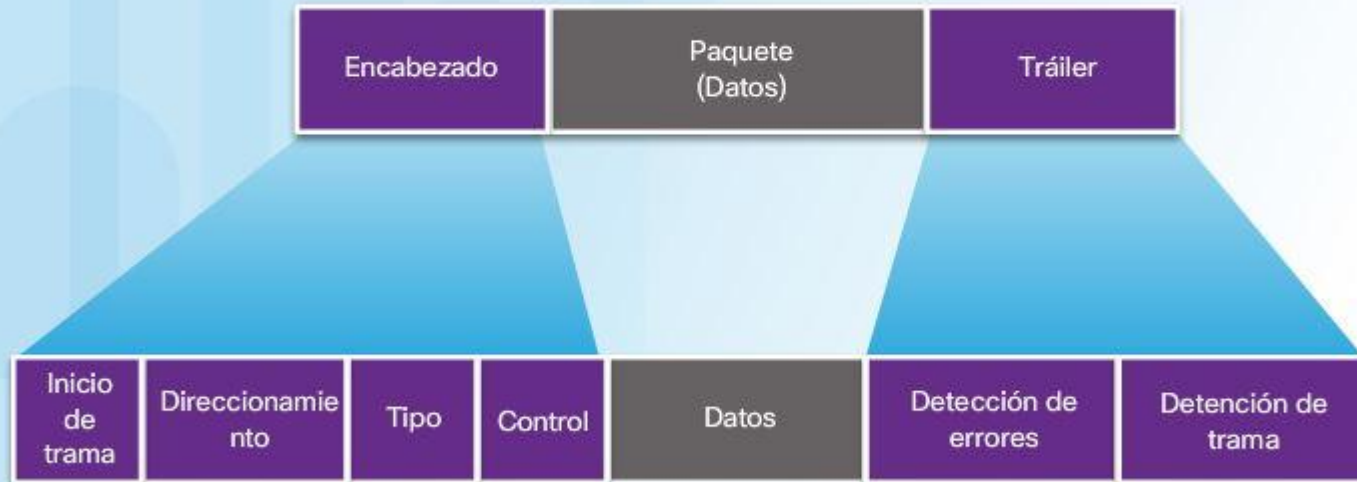 Encabezado
Paquete
(Datos)
Tráiler
Inicio
de
trama
Direccionamie
nto
Tipo
Control
Datos
Detección de
errores
Detención de
trama